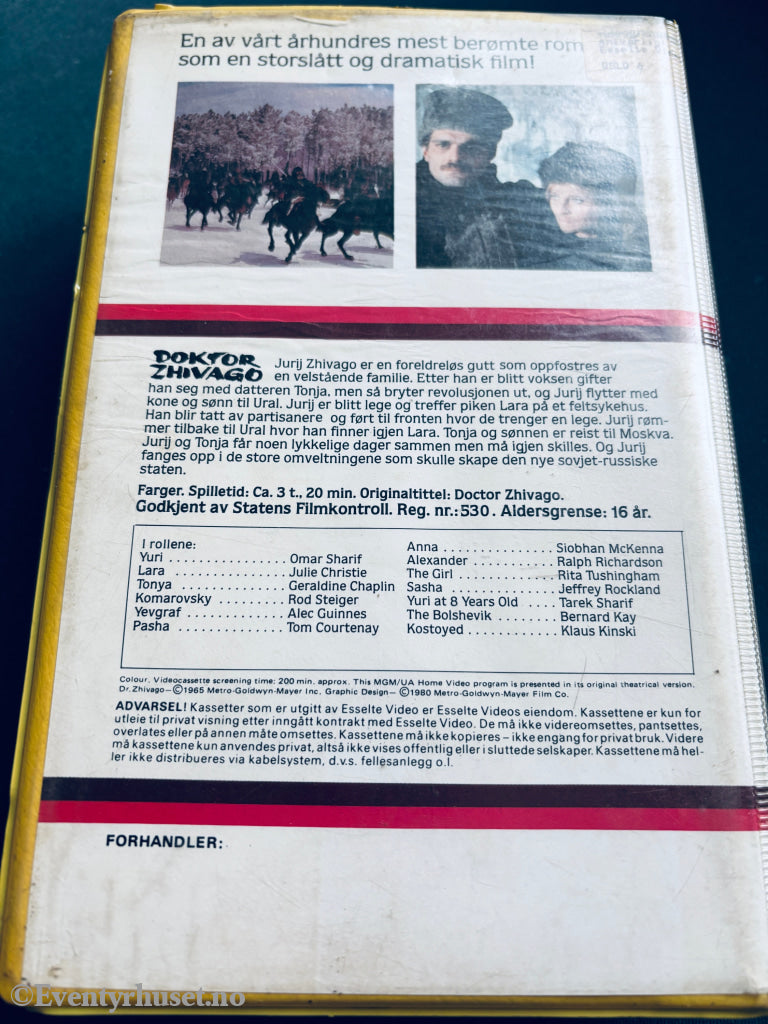 En av vårt århundres mest berømte rom
som en storslått og dramatisk film!
DOKTOR
ZHIVAGO
Jurij Zhivago er en foreldreløs gutt som oppfostres av
en velstående familie. Etter han er blitt voksen gifter
han seg med datteren Tonja, men så bryter revolusjonen ut, og Jurij flytter med
kone og sønn til Ural. Jurij er blitt lege og treffer piken Lara på et feltsykehus.
Han blir tatt av partisanere og ført til fronten hvor de trenger en lege. Jurij røm-
mer tilbake til Ural hvor han finner igjen Lara. Tonja og sønnen er reist til Moskva.
Jurij og Tonja får noen lykkelige dager sammen men må igjen skilles. Og Jurij
fanges opp i de store omveltningene som skulle skape den nye sovjet-russiske
staten.
Farger. Spilletid: Ca. 3 t., 20 min. Originaltittel: Doctor Zhivago.
Godkjent av Statens Filmkontroll. Reg. nr.: 530. Aldersgrense: 16 år.
I rollene:
Yuri ................ Omar Sharif
Lara ............... Julie Christie
Tonya .............. Geraldine Chaplin
Komarovsky ......... Rod Steiger
Yevgraf ............ Alec Guinnes
Pasha .............. Tom Courtenay
Anna ............... Siobhan McKenna
Alexander ........... Ralph Richardson
The Girl ............. Rita Tushingham
Sasha ............... Jeffrey Rockland
Yuri at 8 Years Old .... Tarek Sharif
The Bolshevik ........ Bernard Kay
Kostoyed ............ Klaus Kinski
Colour. Videocassette screening time: 200 min. approx. This MGM/UA Home Video program is presented in its original theatrical version.
Dr. Zhivago—©1965 Metro-Goldwyn-Mayer Inc. Graphic Design—©1980 Metro-Goldwyn-Mayer Film Co.
ADVARSEL! Kassetter som er utgitt av Esselte Video er Esselte Videos eiendom. Kassettene er kun for
utleie til privat visning etter inngått kontrakt med Esselte Video. De må ikke videreomsettes, pantsettes,
overlates eller på annen måte omsettes. Kassettene må ikke kopieres – ikke engang for privat bruk. Videre
må kassettene kun anvendes privat, altså ikke vises offentlig eller i sluttede selskaper. Kassettene må hel-
ler ikke distribueres via kabelsystem, d.v.s. fellesanlegg o.l.
FORHANDLER:
©Eventyrhuset.no